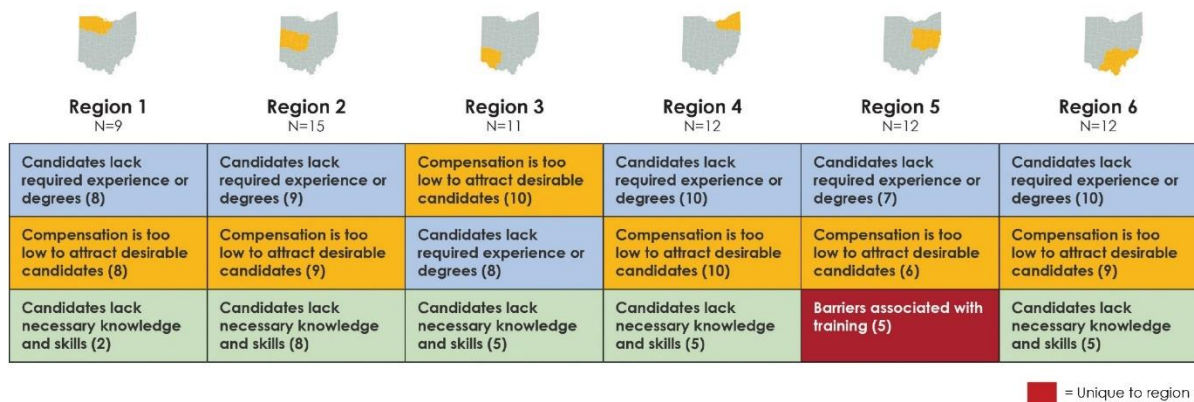 Region 1
N=9
Region 2
N=15
Region 3
N=11
Region 4
N=12
Region 5
N=12
Region 6
N=12
Candidates lack
required experience or
degrees (8)
Candidates lack
required experience or
degrees (9)
Compensation is too
low to attract desirable
candidates (10)
Candidates lack
required experience or
degrees (10)
Candidates lack
required experience or
degrees (7)
Candidates lack
required experience or
degrees (10)
Compensation is too
low to attract desirable
candidates (8)
Compensation is too
low to attract desirable
candidates (9)
Candidates lack
required experience or
degrees (8)
Compensation is too
low to attract desirable
candidates (10)
Compensation is too
low to attract desirable
candidates (6)
Compensation is too
low to attract desirable
candidates (9)
Candidates lack
necessary knowledge
and skills (2)
Candidates lack
necessary knowledge
and skills (8)
Candidates lack
necessary knowledge
and skills (5)
Candidates lack
necessary knowledge
and skills (5)
Barriers associated with
training (5)
Candidates lack
necessary knowledge
and skills (5)
= Unique to region